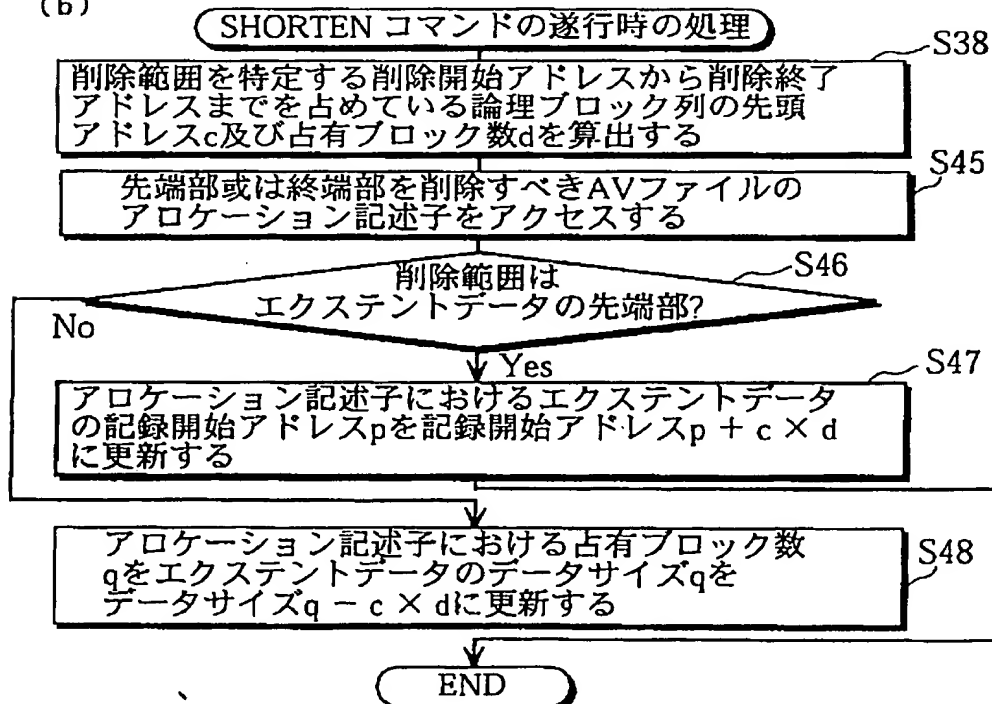 (b)
SHORTEN コマンドの遂行時の処理
S38
削除範囲を特定する削除開始アドレスから削除終了
アドレスまでを占めている論理ブロック列の先頭
アドレスc及び占有ブロック数dを算出する
S45
先端部或は終端部を削除すべきAVファイルの
アロケーション記述子をアクセスする
S46
削除範囲は
エクステントデータの先端部?
No
Yes
S47
アロケーション記述子におけるエクステントデータ
の記録開始アドレスpを記録開始アドレスp + c × d
に更新する
S48
アロケーション記述子における占有ブロック数
qをエクステントデータのデータサイズqを
データサイズq − c × dに更新する
END